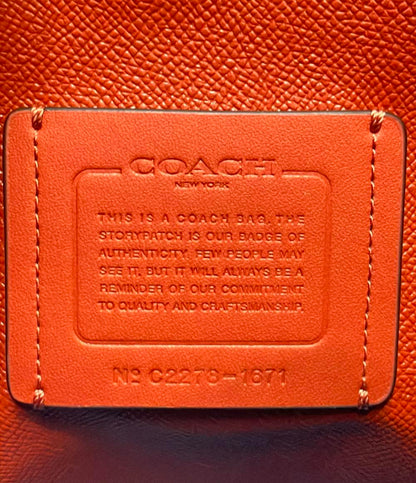 COACH
NEW YORK
THIS IS A COACH BAG. THE
STORYPATCH IS OUR BADGE OF
AUTHENTICITY. FEW PEOPLE MAY
SEE IT, BUT IT WILL ALWAYS BE A
REMINDER OF OUR COMMITMENT
TO QUALITY AND CRAFTSMANSHIP.
Nº C2276-1671